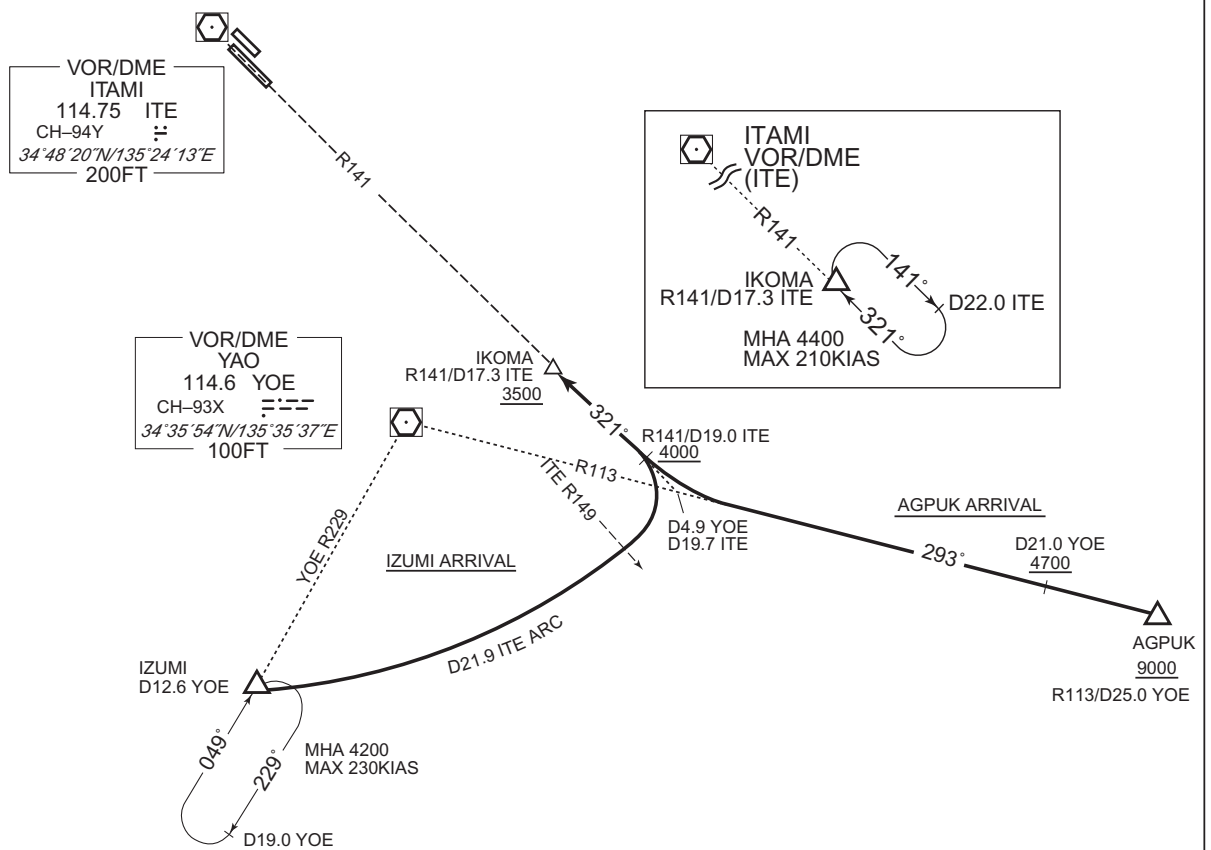 VOR/DME
ITAMI
114.75 ITE
CH–94Y
34°48′20″N/135°24′13″E
200FT
R141
ITAMI
VOR/DME
(ITE)
R141
IKOMA
R141/D17.3 ITE
141°
321°
D22.0 ITE
MHA 4400
MAX 210KIAS
VOR/DME
YAO
114.6 YOE
CH–93X
34°35′54″N/135°35′37″E
100FT
IKOMA
R141/D17.3 ITE
3500
321°
R141/D19.0 ITE
4000
R113
ITE R149
D4.9 YOE
D19.7 ITE
AGPUK ARRIVAL
293°
D21.0 YOE
4700
AGPUK
9000
R113/D25.0 YOE
YOE R229
IZUMI ARRIVAL
D21.9 ITE ARC
IZUMI
D12.6 YOE
049°
229°
MHA 4200
MAX 230KIAS
D19.0 YOE